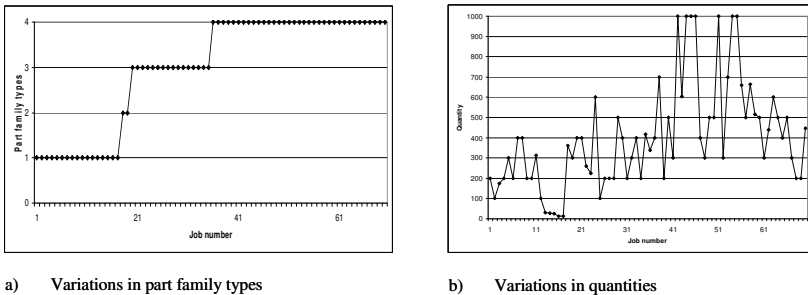 4
3
2
1
0
Part family types
1 21 41 61
Job number
1000
900
800
700
600
500
400
300
200
100
0
Quantity
1 11 21 31 41 51 61
Job number
a) Variations in part family types
b) Variations in quantities